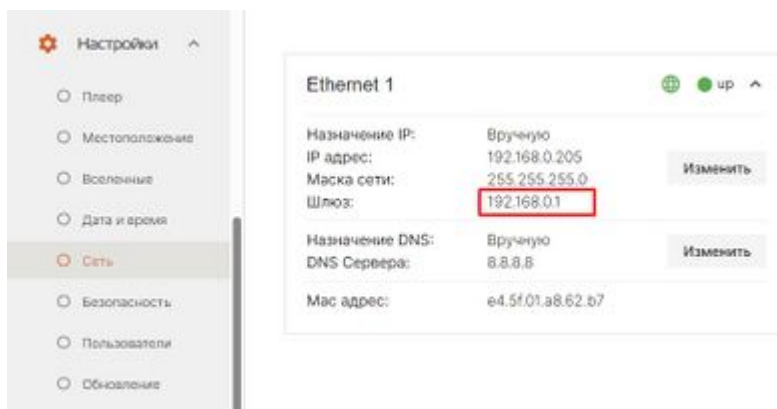 Настройки
Плеер
Местоположение
Вселенные
Дата и время
Сеть
Безопасность
Пользователи
Обновление
Ethernet 1
up
Назначение IP: Вручную
IP адрес: 192.168.0.205
Маска сети: 255.255.255.0
Шлюз: 192.168.0.1
Изменить
Назначение DNS: Вручную
DNS Сервера: 8.8.8.8
Изменить
Mac адрес: e4.5f.01.a8.62.b7